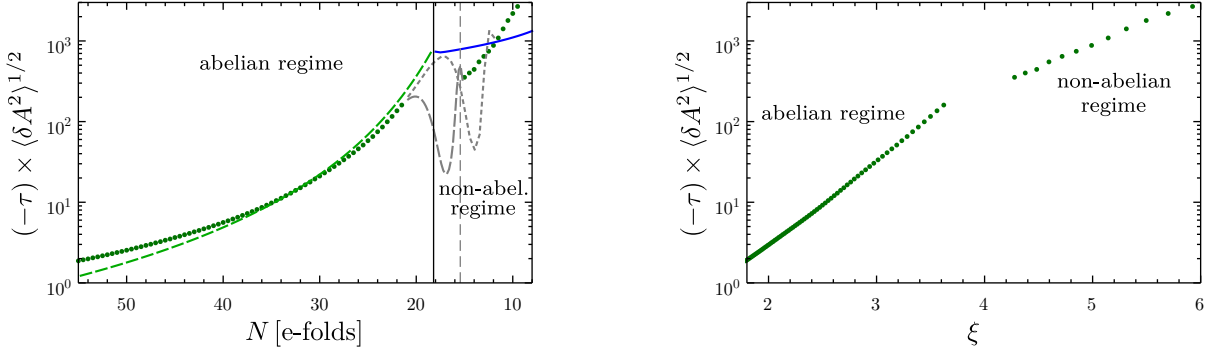 10³
10²
10¹
10⁰
(−τ) × ⟨δA²⟩^{1/2}
abelian regime
non-abel.
regime
50
40
30
20
10
N [e-folds]
10³
10²
10¹
10⁰
(−τ) × ⟨δA²⟩^{1/2}
abelian regime
non-abelian
regime
2
3
4
5
6
ξ